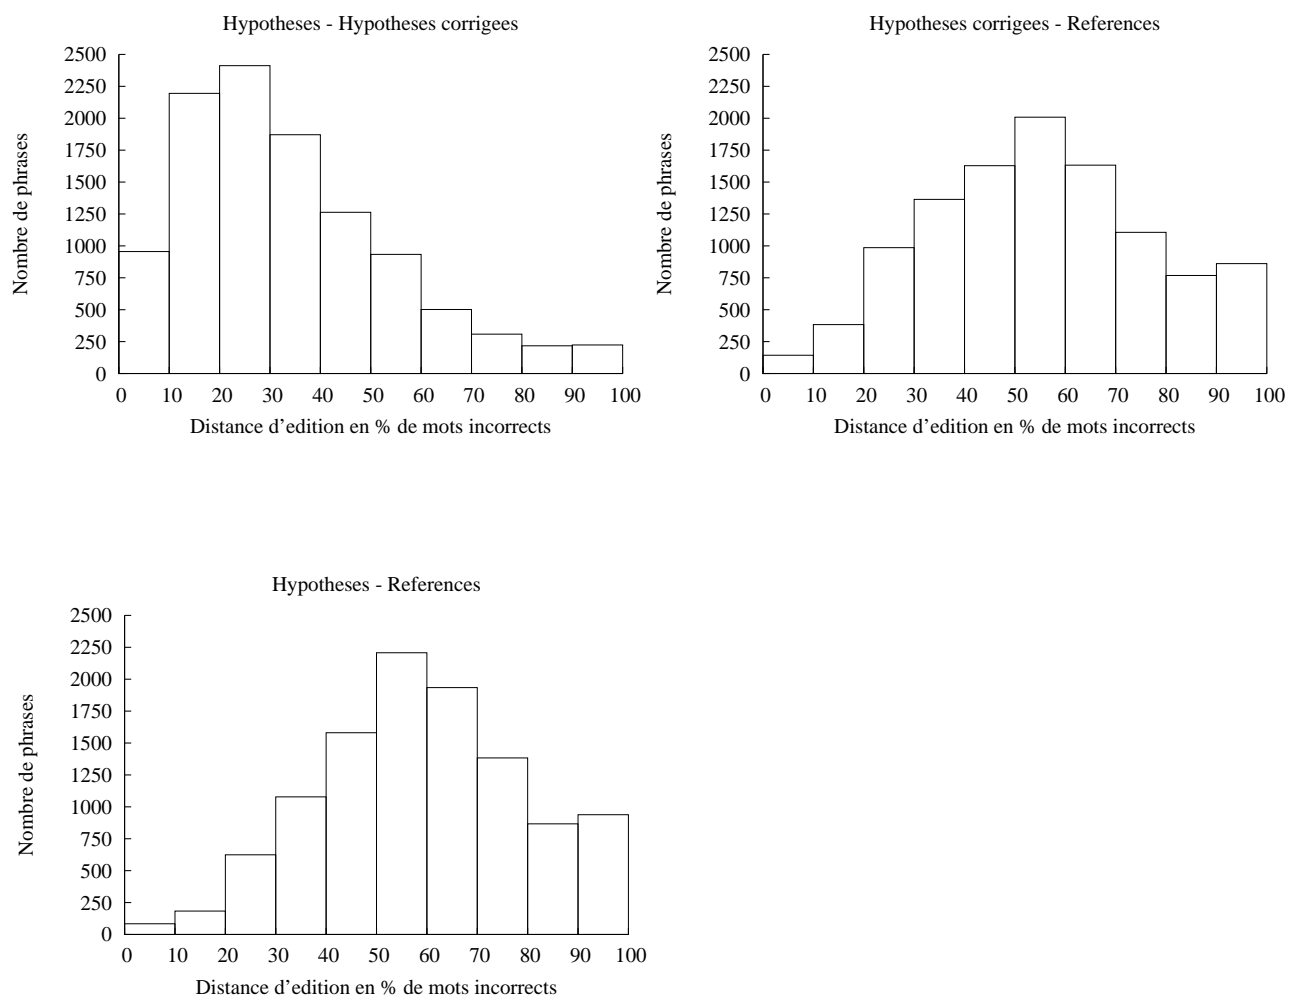 Hypotheses - Hypotheses corrigees
2500
2250
2000
1750
1500
1250
1000
750
500
250
0
Nombre de phrases
0 10 20 30 40 50 60 70 80 90 100
Distance d’edition en % de mots incorrects
Hypotheses corrigees - References
2500
2250
2000
1750
1500
1250
1000
750
500
250
0
Nombre de phrases
0 10 20 30 40 50 60 70 80 90 100
Distance d’edition en % de mots incorrects
Hypotheses - References
2500
2250
2000
1750
1500
1250
1000
750
500
250
0
Nombre de phrases
0 10 20 30 40 50 60 70 80 90 100
Distance d’edition en % de mots incorrects